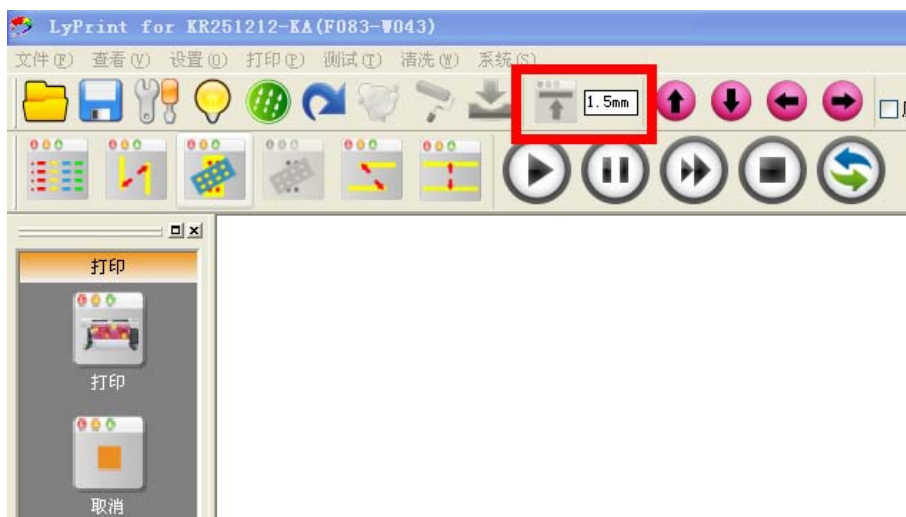 LyPrint for KR251212-KA(F083-W043)
文件(F) 查看(V) 设置(O) 打印(P) 测试(T) 清洗(W) 系统(S)
1.5mm
打印
打印
取消